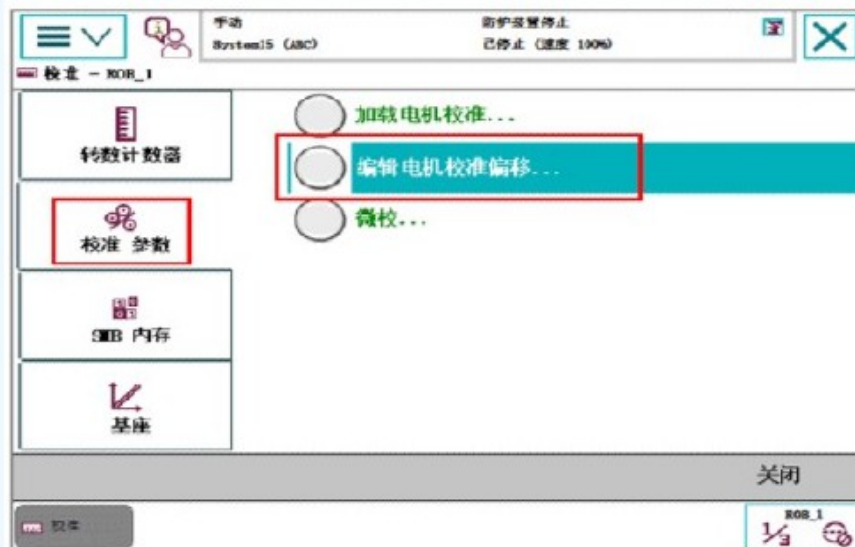 手动
System15 (ABC)
防护装置停止
已停止 (速度 100%)
校准 - ROB_1
转数计数器
加载电机校准...
编辑电机校准偏移...
微校...
校准 参数
SMB 内存
基座
关闭
校准
ROB_1
1/3